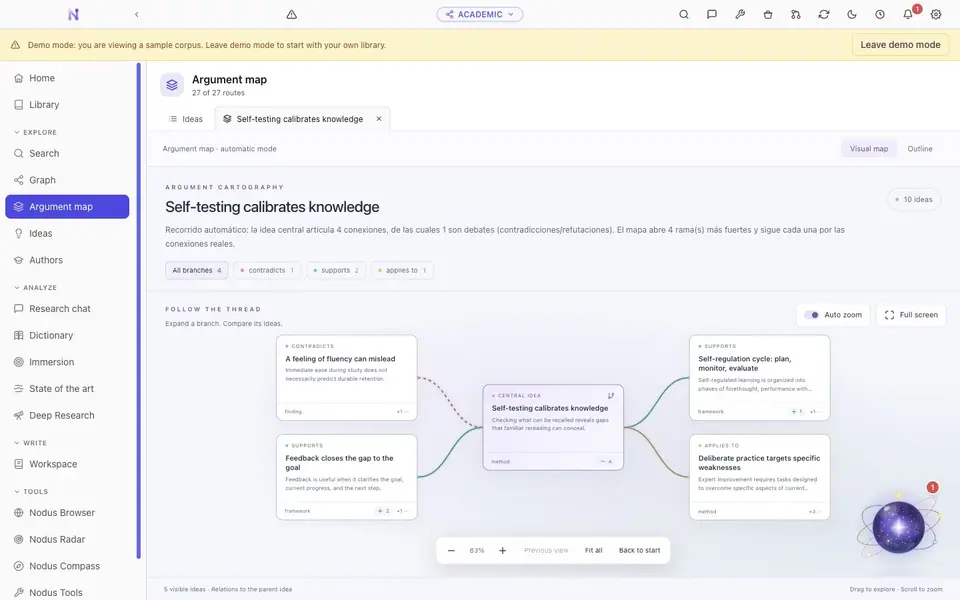 ACADEMIC
1
Demo mode: you are viewing a sample corpus. Leave demo mode to start with your own library.
Leave demo mode
Home
Library
EXPLORE
Search
Graph
Argument map
Ideas
Authors
ANALYZE
Research chat
Dictionary
Immersion
State of the art
Deep Research
WRITE
Workspace
TOOLS
Nodus Browser
Nodus Radar
Nodus Compass
Nodus Tools
Argument map
27 of 27 routes
Ideas
Self-testing calibrates knowledge
Argument map · automatic mode
Visual map
Outline
ARGUMENT CARTOGRAPHY
Self-testing calibrates knowledge
10 ideas
Recorrido automático: la idea central articula 4 conexiones, de las cuales 1 son debates (contradicciones/refutaciones). El mapa abre 4 rama(s) más fuertes y sigue cada una por las
conexiones reales.
All branches 4
contradicts 1
supports 2
applies to 1
FOLLOW THE THREAD
Expand a branch. Compare its ideas.
Auto zoom
Full screen
CONTRADICTS
A feeling of fluency can mislead
Immediate ease during study does not
necessarily predict durable retention.
finding
+1
SUPPORTS
Feedback closes the gap to the
goal
Feedback is useful when it clarifies the goal,
current progress, and the next step.
framework
+ 2
+1
CENTRAL IDEA
Self-testing calibrates knowledge
Checking what can be recalled reveals gaps
that familiar rereading can conceal.
method
— 4
SUPPORTS
Self-regulation cycle: plan,
monitor, evaluate
Self-regulated learning is organized into
phases of forethought, performance with...
framework
+ 1
+1
APPLIES TO
Deliberate practice targets specific
weaknesses
Expert improvement requires tasks designed
to overcome specific aspects of current...
method
+3
1
— 83% +
Previous view
Fit all
Back to start
5 visible ideas · Relations to the parent idea
Drag to explore · Scroll to zoom